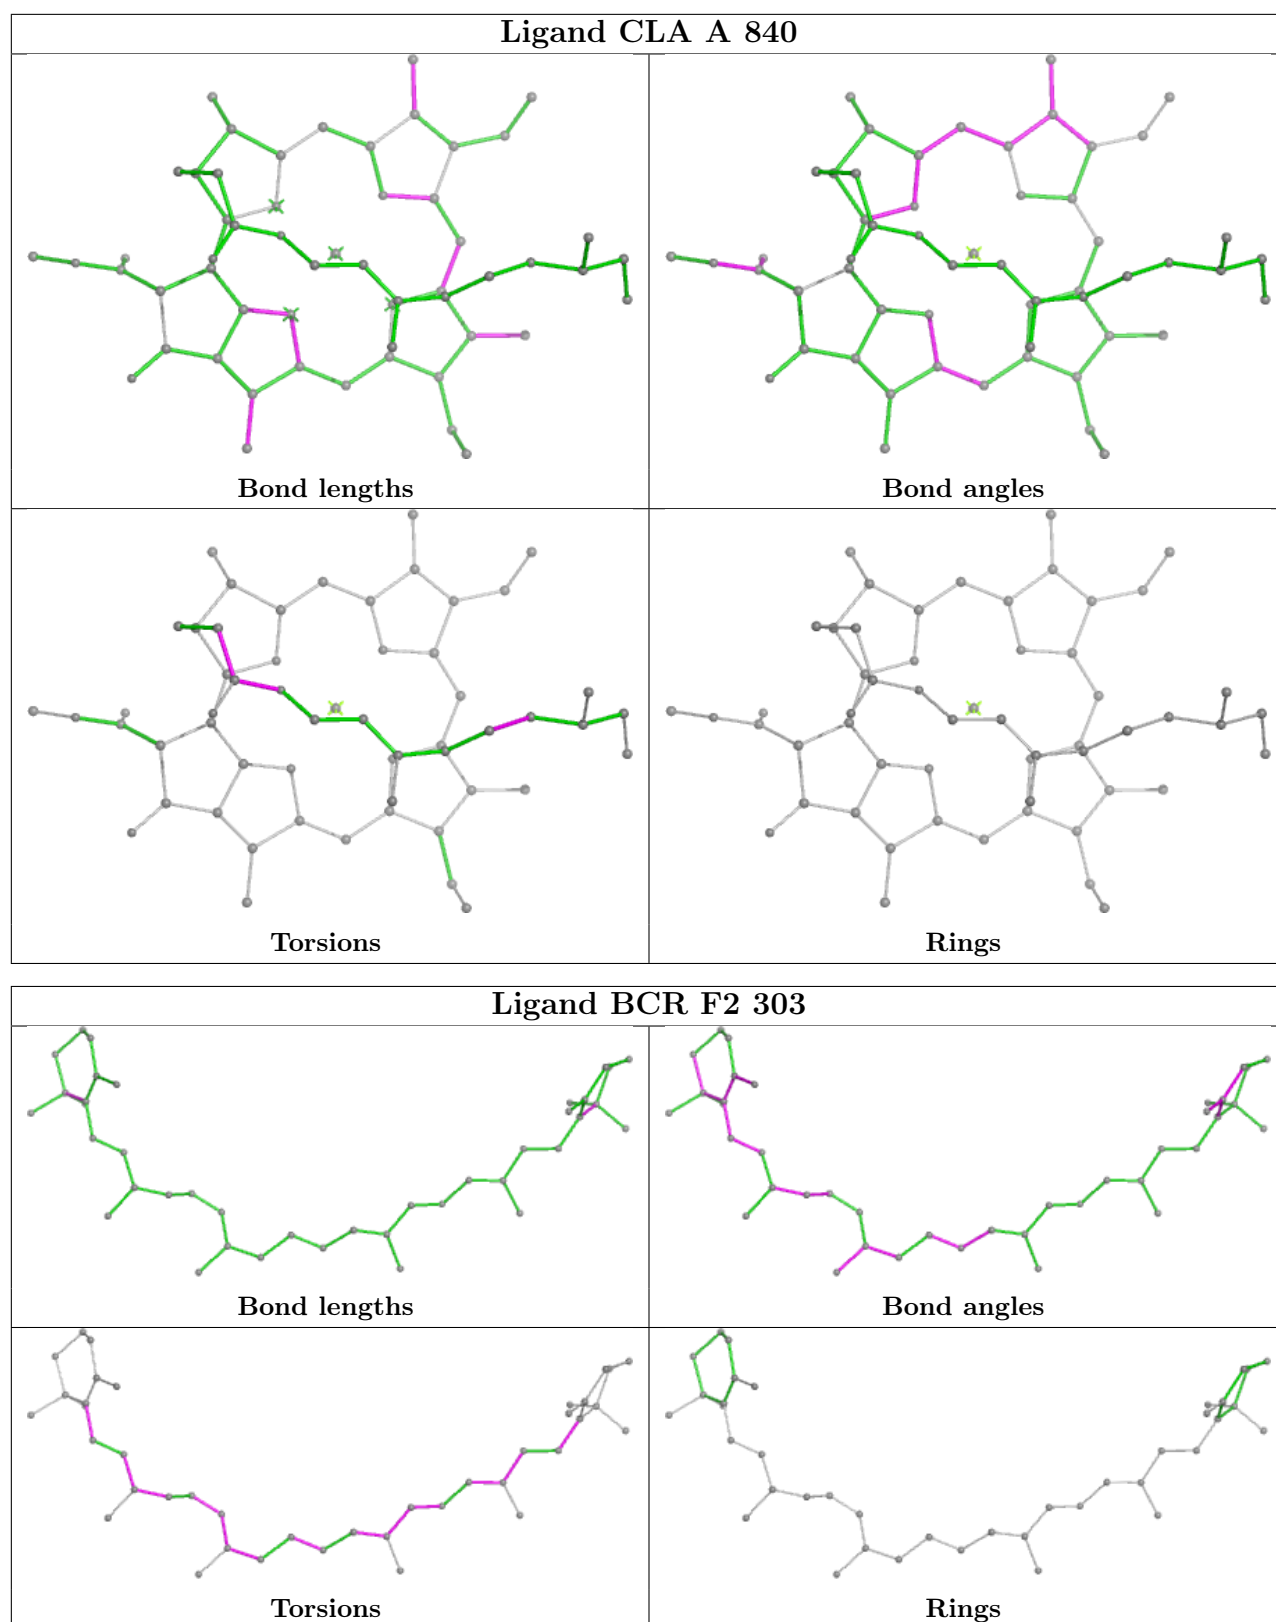 Ligand CLA A 840
Bond lengths
Bond angles
Torsions
Rings
Ligand BCR F2 303
Bond lengths
Bond angles
Torsions
Rings